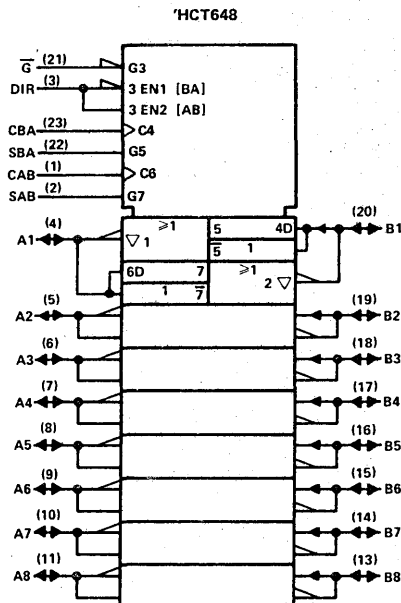 'HCT648
G̅ (21) G3
DIR (3) 3 EN1 [BA]
3 EN2 [AB]
CBA (23) C4
SBA (22) G5
CAB (1) C6
SAB (2) G7
A1 (4) ▽ 1 ≥1 5 4D (20) B1
5̅ 1
6D 7 ≥1
1 7̅ 2 ▽
A2 (5) (19) B2
A3 (6) (18) B3
A4 (7) (17) B4
A5 (8) (16) B5
A6 (9) (15) B6
A7 (10) (14) B7
A8 (11) (13) B8